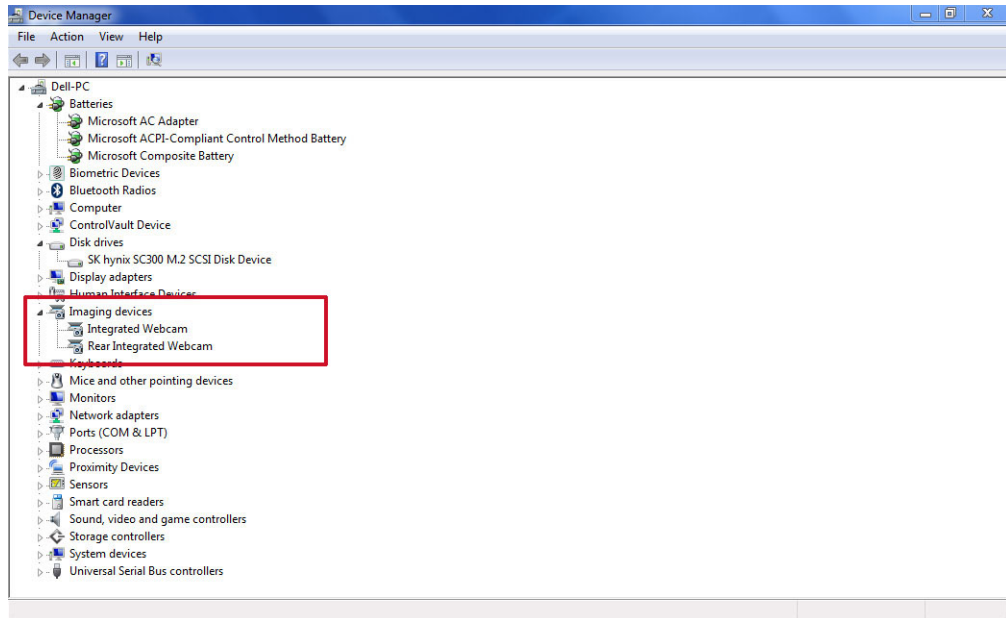 Device Manager
File Action View Help
Dell-PC
Batteries
Microsoft AC Adapter
Microsoft ACPI-Compliant Control Method Battery
Microsoft Composite Battery
Biometric Devices
Bluetooth Radios
Computer
ControlVault Device
Disk drives
SK hynix SC300 M.2 SCSI Disk Device
Display adapters
Human Interface Devices
Imaging devices
Integrated Webcam
Rear Integrated Webcam
Keyboards
Mice and other pointing devices
Monitors
Network adapters
Ports (COM & LPT)
Processors
Proximity Devices
Sensors
Smart card readers
Sound, video and game controllers
Storage controllers
System devices
Universal Serial Bus controllers